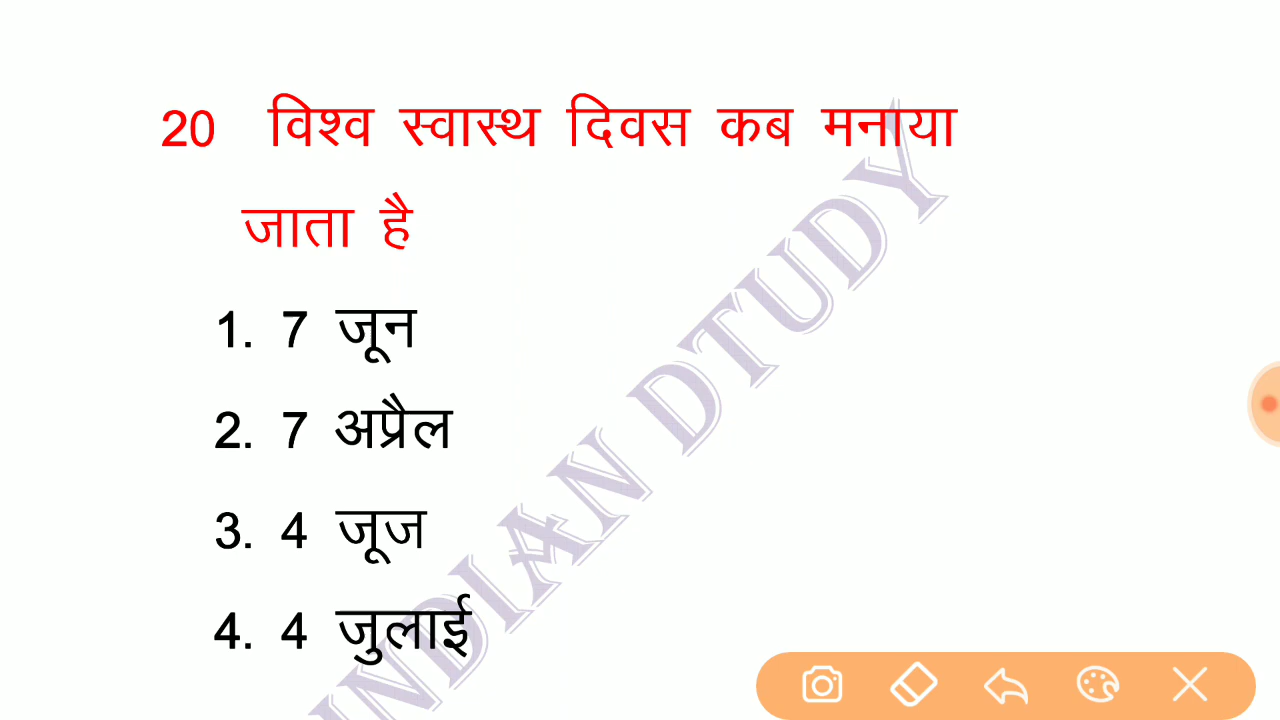 20 विश्व स्वास्थ दिवस कब मनाया
जाता है
1. 7 जून
2. 7 अप्रैल
3. 4 जूज
4. 4 जुलाई
INDIAN DTUDY